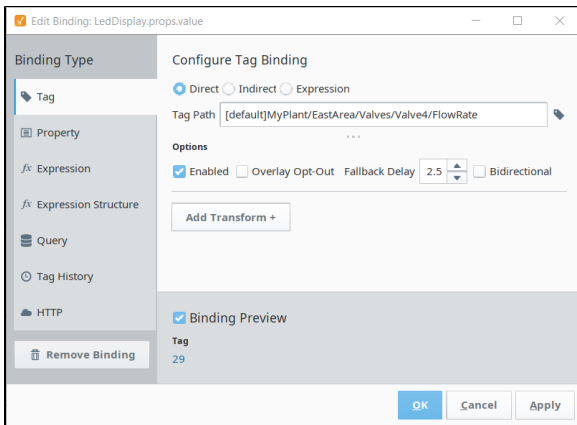 Edit Binding: LedDisplay.props.value
Binding Type
Tag
Property
fx Expression
fx Expression Structure
Query
Tag History
HTTP
Remove Binding
Configure Tag Binding
Direct Indirect Expression
Tag Path [default]MyPlant/EastArea/Valves/Valve4/FlowRate
Options
Enabled Overlay Opt-Out Fallback Delay 2.5 Bidirectional
Add Transform +
Binding Preview
Tag
29
OK Cancel Apply